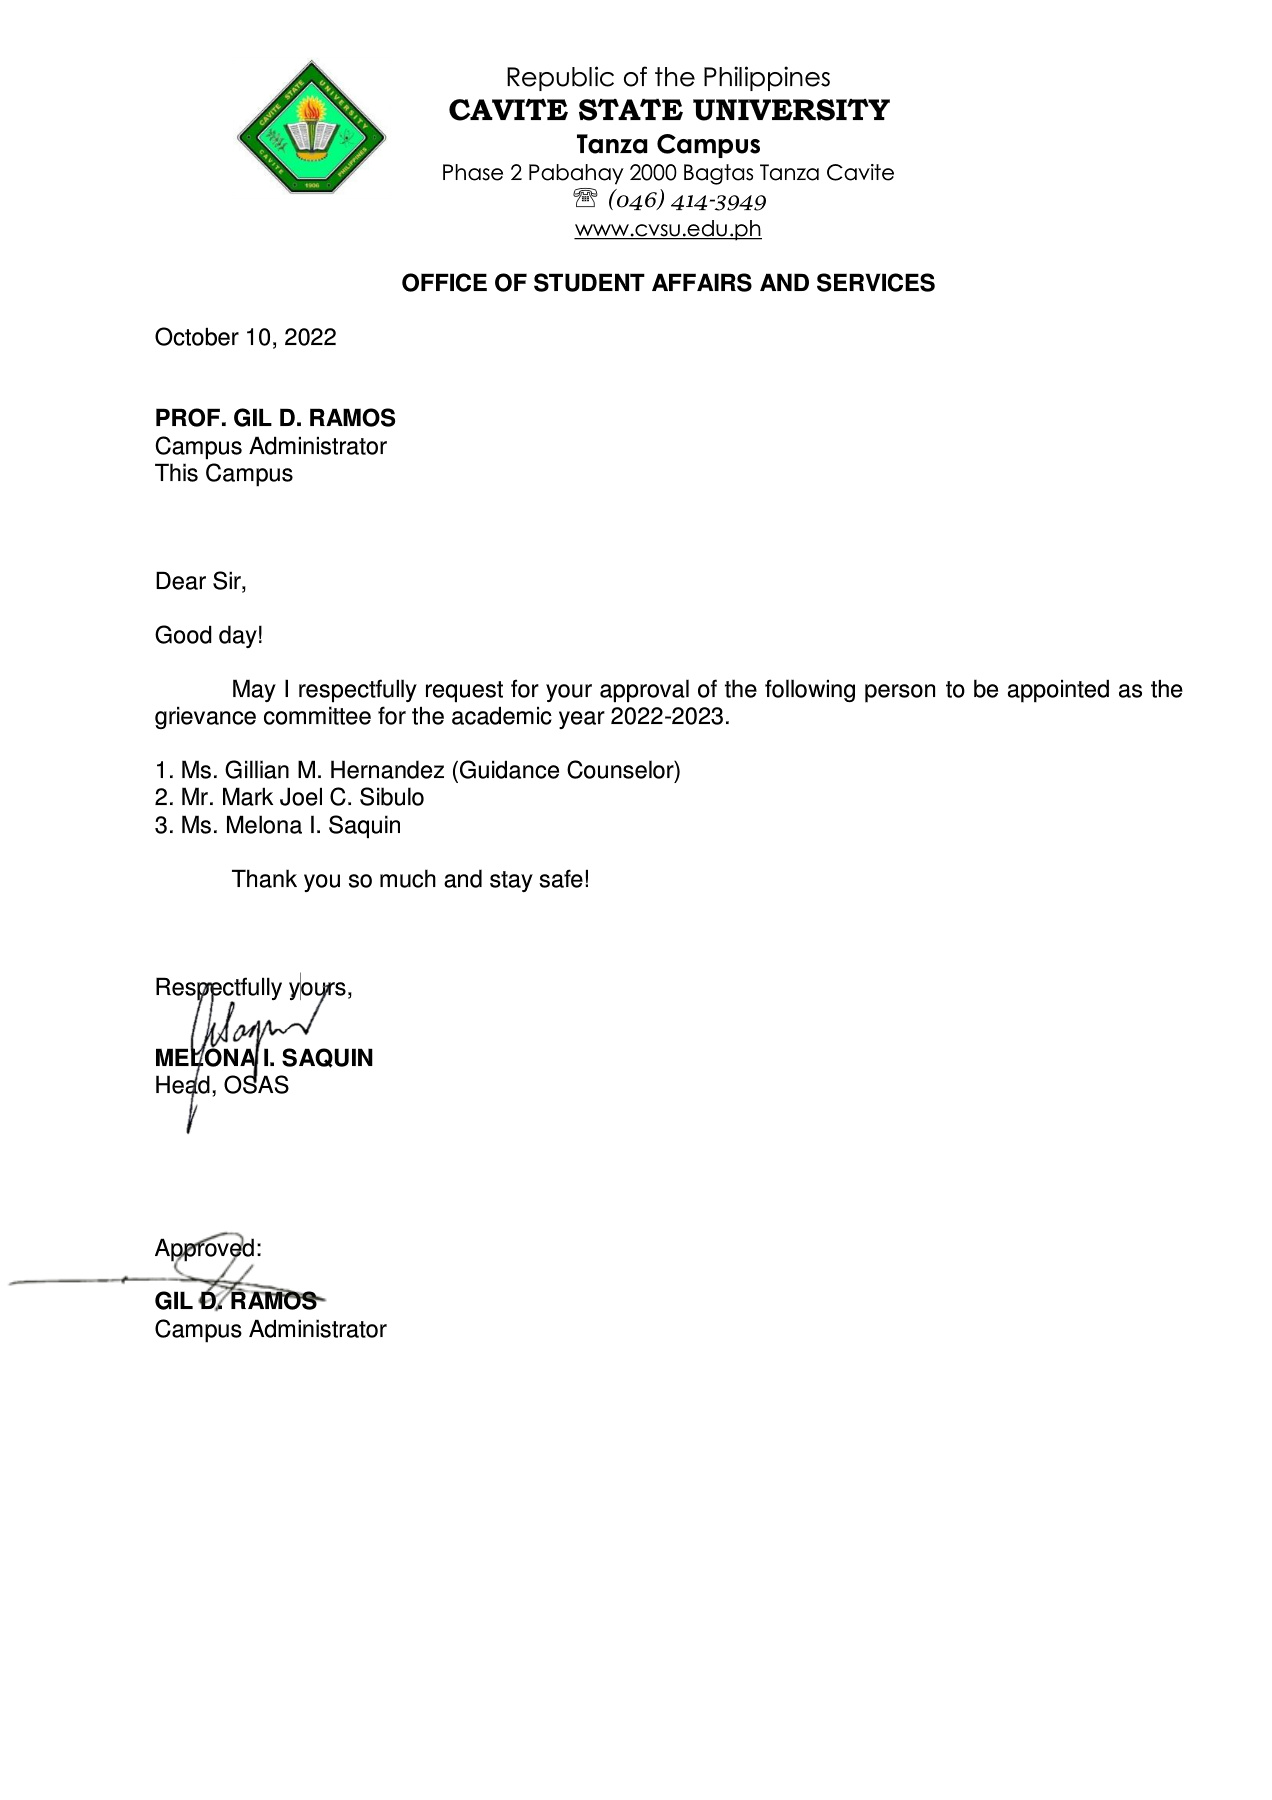 CAVITE STATE UNIVERSITY
CAVITE
PHILIPPINES
1906
Republic of the Philippines
CAVITE STATE UNIVERSITY
Tanza Campus
Phase 2 Pabahay 2000 Bagtas Tanza Cavite
☏ (046) 414-3949
www.cvsu.edu.ph
OFFICE OF STUDENT AFFAIRS AND SERVICES
October 10, 2022
PROF. GIL D. RAMOS
Campus Administrator
This Campus
Dear Sir,
Good day!
May I respectfully request for your approval of the following person to be appointed as the
grievance committee for the academic year 2022-2023.
1. Ms. Gillian M. Hernandez (Guidance Counselor)
2. Mr. Mark Joel C. Sibulo
3. Ms. Melona I. Saquin
Thank you so much and stay safe!
Respectfully yours,
MELONA I. SAQUIN
Head, OSAS
Approved:
GIL D. RAMOS
Campus Administrator